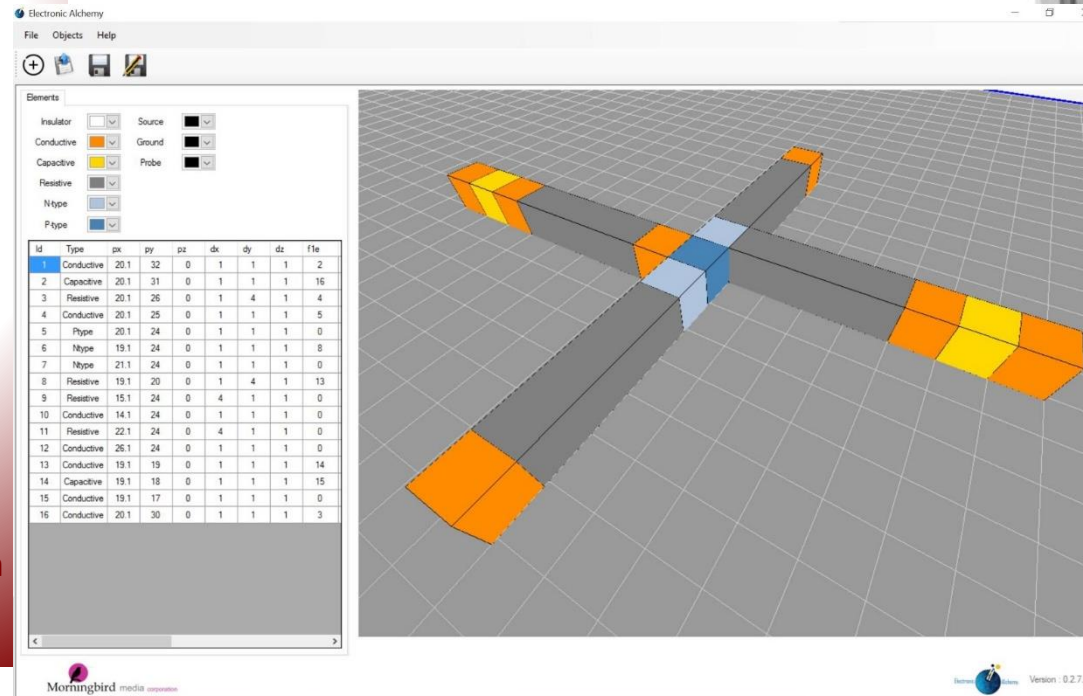 Electronic Alchemy
File Objects Help
Elements
Insulator Source
Conductive Ground
Capacitive Probe
Resistive
N-type
P-type
Id Type px py pz dx dy dz f1e
1 Conductive 20.1 32 0 1 1 1 2
2 Capacitive 20.1 31 0 1 1 1 16
3 Resistive 20.1 26 0 1 4 1 4
4 Conductive 20.1 25 0 1 1 1 5
5 Ptype 20.1 24 0 1 1 1 0
6 Ntype 19.1 24 0 1 1 1 8
7 Ntype 21.1 24 0 1 1 1 0
8 Resistive 19.1 20 0 1 4 1 13
9 Resistive 15.1 24 0 4 1 1 0
10 Conductive 14.1 24 0 1 1 1 0
11 Resistive 22.1 24 0 4 1 1 0
12 Conductive 26.1 24 0 1 1 1 0
13 Conductive 19.1 19 0 1 1 1 14
14 Capacitive 19.1 18 0 1 1 1 15
15 Conductive 19.1 17 0 1 1 1 0
16 Conductive 20.1 30 0 1 1 1 3
Morningbird media corporation
Electronic Alchemy Version : 0.2.7.